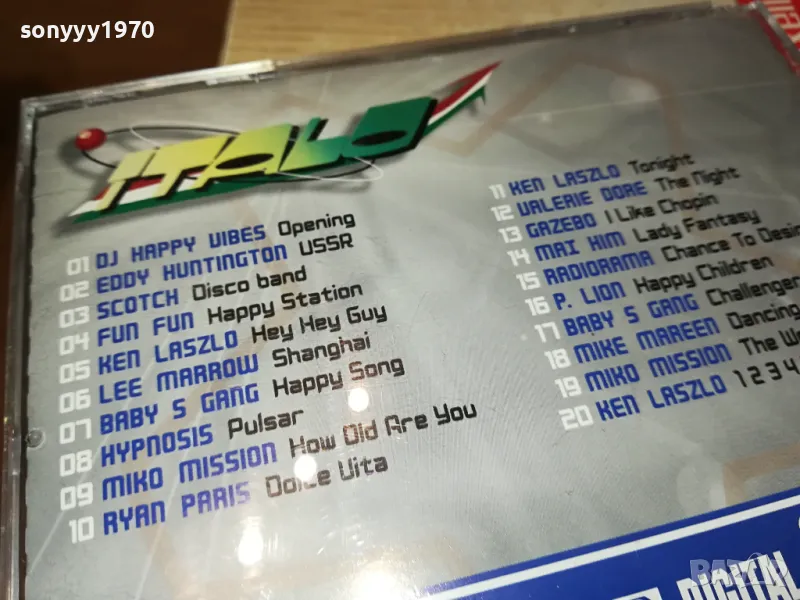 sonyyy1970
ITALO
01 DJ HAPPY VIBES Opening
02 EDDY HUNTINGTON USSR
03 SCOTCH Disco band
04 FUN FUN Happy Station
05 KEN LASZLO Hey Hey Guy
06 LEE MARROW Shanghai
07 BABY S GANG Happy Song
08 HYPNOSIS Pulsar
09 MIKO MISSION How Old Are You
10 RYAN PARIS Dolce Vita
11 KEN LASZLO Tonight
12 VALERIE DORE The Night
13 GAZEBO I Like Chopin
14 MAI KIM Lady Fantasy
15 RADIORAMA Chance To Desi
16 P. LION Happy Children
17 BABY S GANG Challenger
18 MIKE MAREEN Dancing
19 MIKO MISSION The Wo
20 KEN LASZLO 1 2 3 4
DIGITAL